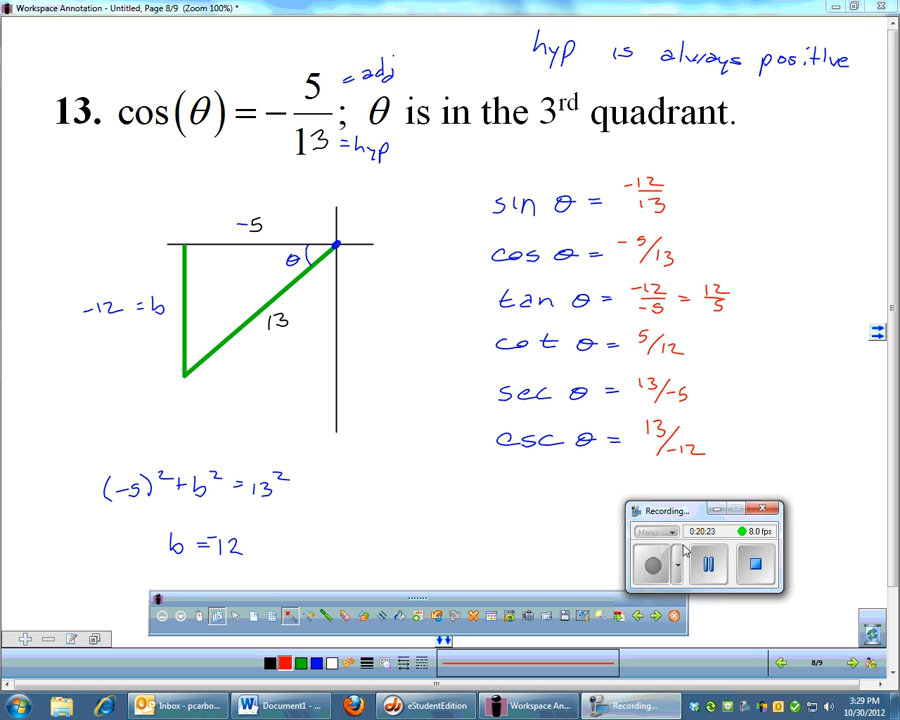 Workspace Annotation - Untitled, Page 8/9 (Zoom 100%) *
hyp is always positive
= adj
13. cos(θ) = - 5/13; θ is in the 3rd quadrant.
= hyp
-5
θ
-12 = b
13
sin θ = -12/13
cos θ = -5/13
tan θ = -12/-5 = 12/5
cot θ = 5/12
sec θ = 13/-5
csc θ = 13/-12
(-5)² + b² = 13²
b = -12
Recording...
Menu
0:20:23
8.0 fps
8/9
Inbox - pcarbo...
Document1 - ...
eStudentEdition
Workspace An...
Recording...
3:29 PM
10/30/2012